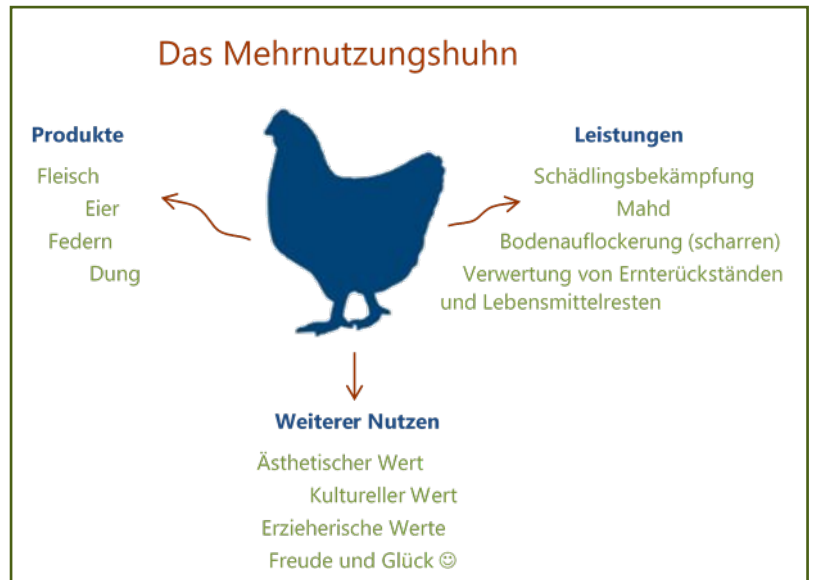 Das Mehrnutzungshuhn
Produkte
Fleisch
Eier
Federn
Dung
Leistungen
Schädlingsbekämpfung
Mahd
Bodenauflockerung (scharren)
Verwertung von Ernterückständen
und Lebensmittelresten
Weiterer Nutzen
Ästhetischer Wert
Kultureller Wert
Erzieherische Werte
Freude und Glück ☺